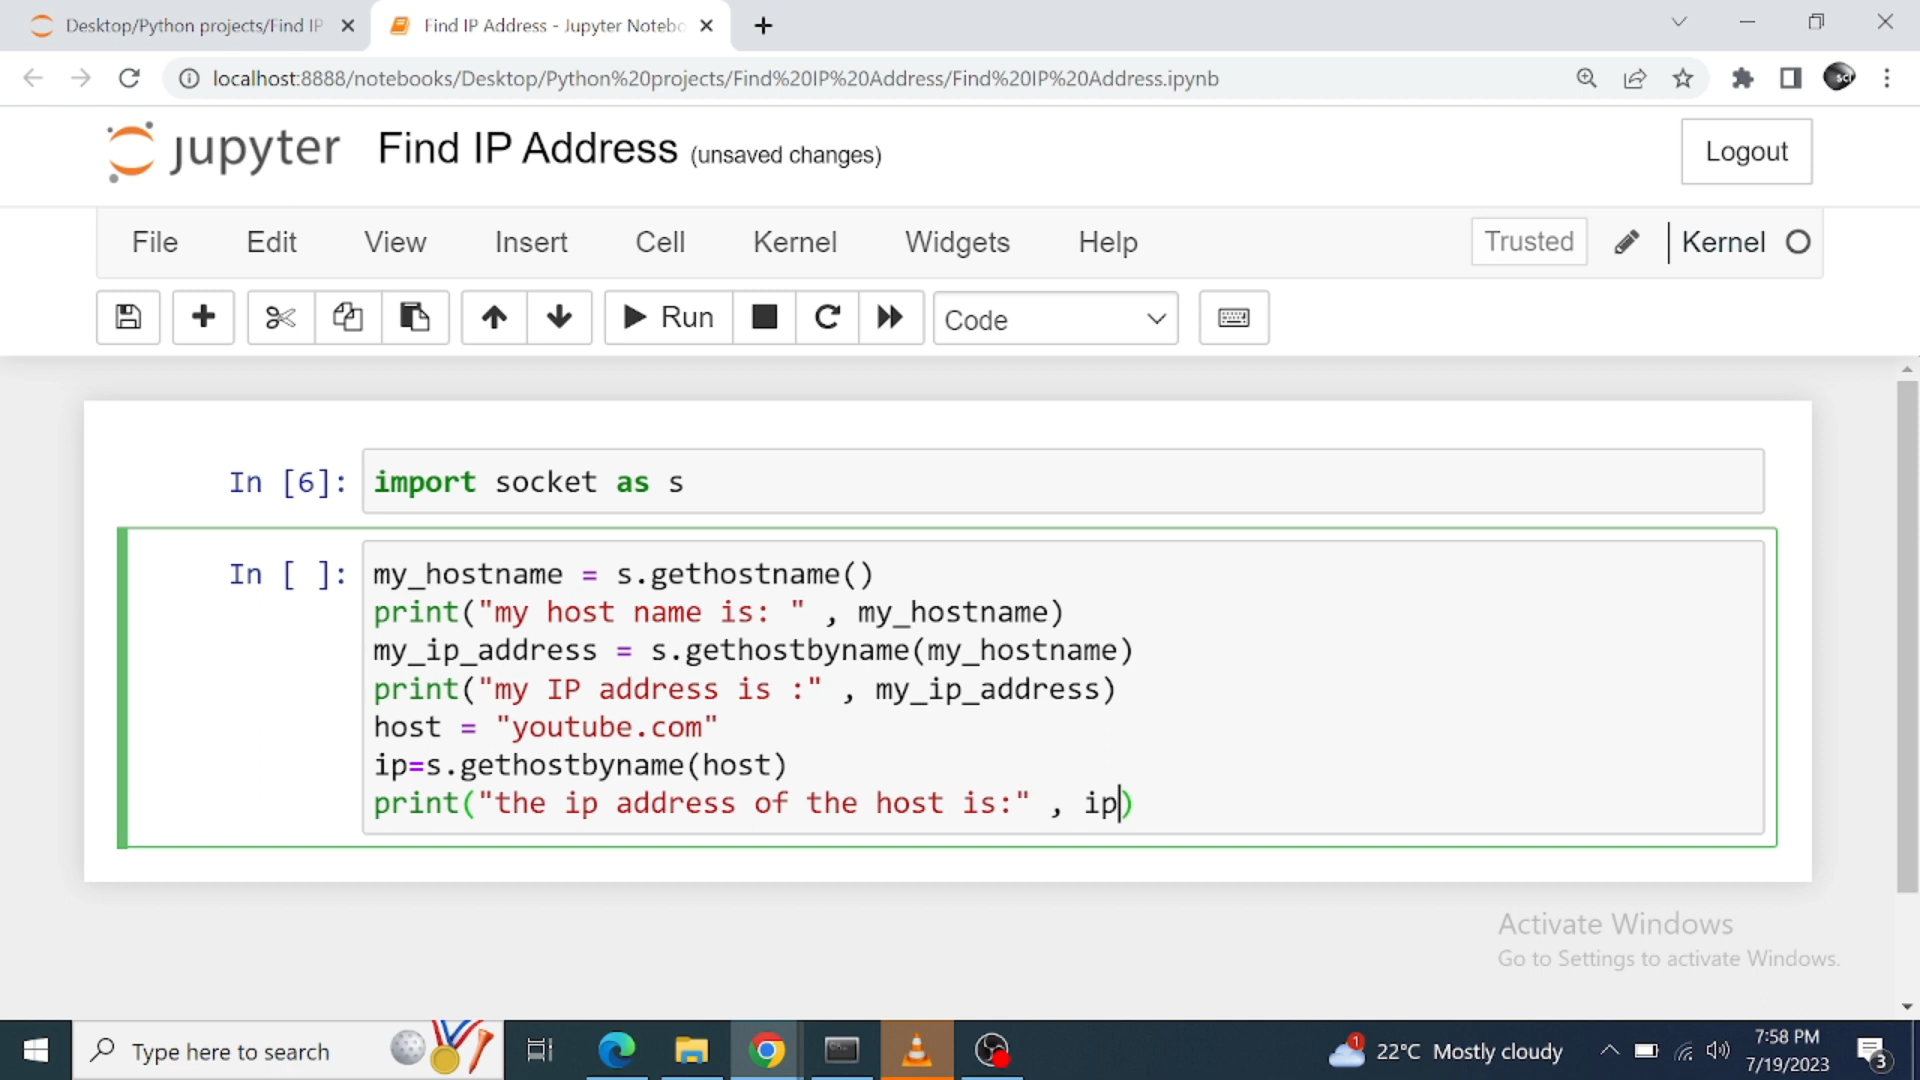 Desktop/Python projects/Find IP
Find IP Address - Jupyter Notebo
localhost:8888/notebooks/Desktop/Python%20projects/Find%20IP%20Address/Find%20IP%20Address.ipynb
jupyter Find IP Address (unsaved changes)
Logout
File Edit View Insert Cell Kernel Widgets Help Trusted Kernel
Run Code
In [6]: import socket as s
In [ ]: my_hostname = s.gethostname()
print("my host name is: " , my_hostname)
my_ip_address = s.gethostbyname(my_hostname)
print("my IP address is :" , my_ip_address)
host = "youtube.com"
ip=s.gethostbyname(host)
print("the ip address of the host is:" , ip)
Activate Windows
Go to Settings to activate Windows.
Type here to search
1
22°C Mostly cloudy
7:58 PM
7/19/2023
3